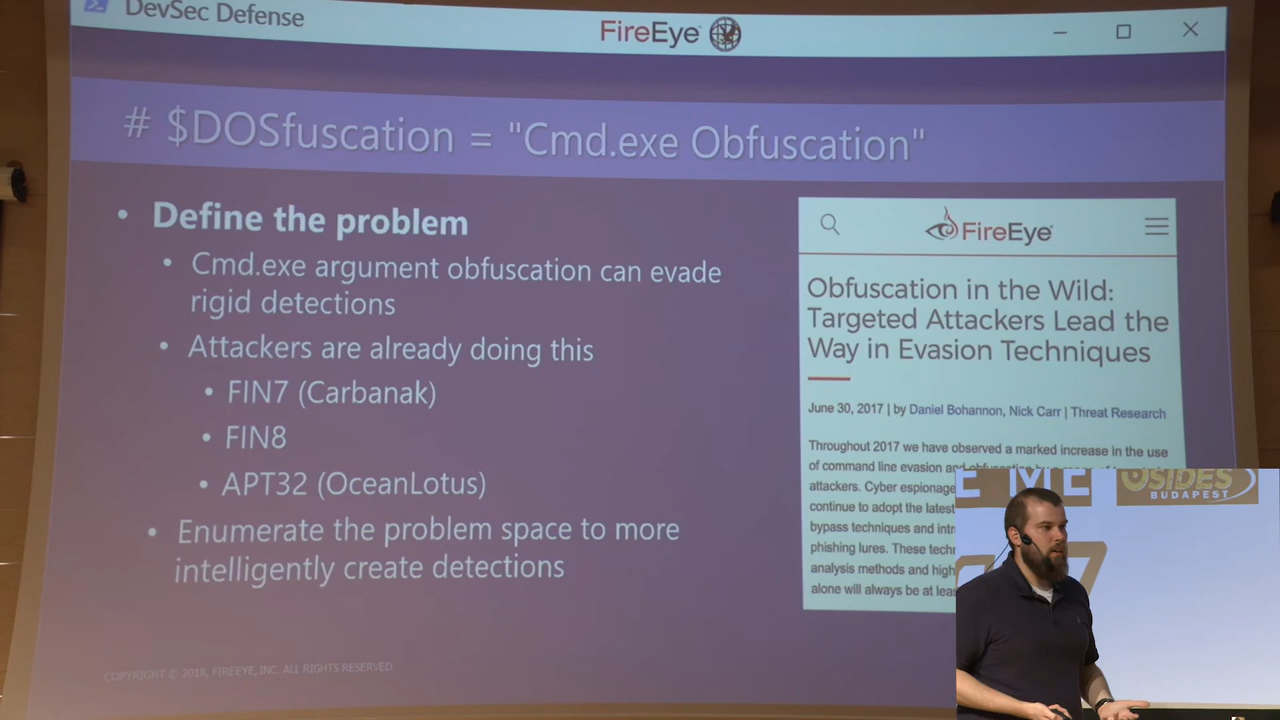 DevSec Defense
FireEye
# $DOSfuscation = "Cmd.exe Obfuscation"
• Define the problem
• Cmd.exe argument obfuscation can evade
rigid detections
• Attackers are already doing this
• FIN7 (Carbanak)
• FIN8
• APT32 (OceanLotus)
• Enumerate the problem space to more
intelligently create detections
COPYRIGHT © 2018, FIREEYE, INC. ALL RIGHTS RESERVED.
FireEye
Obfuscation in the Wild:
Targeted Attackers Lead the
Way in Evasion Techniques
June 30, 2017 | by Daniel Bohannon, Nick Carr | Threat Research
Throughout 2017 we have observed a marked increase in the use
of command line evasion and
attackers. Cyber espionage
continue to adopt the latest
bypass techniques and
phishing lures. These
analysis methods and
alone will always be at
E ME
BSIDES
BUDAPEST